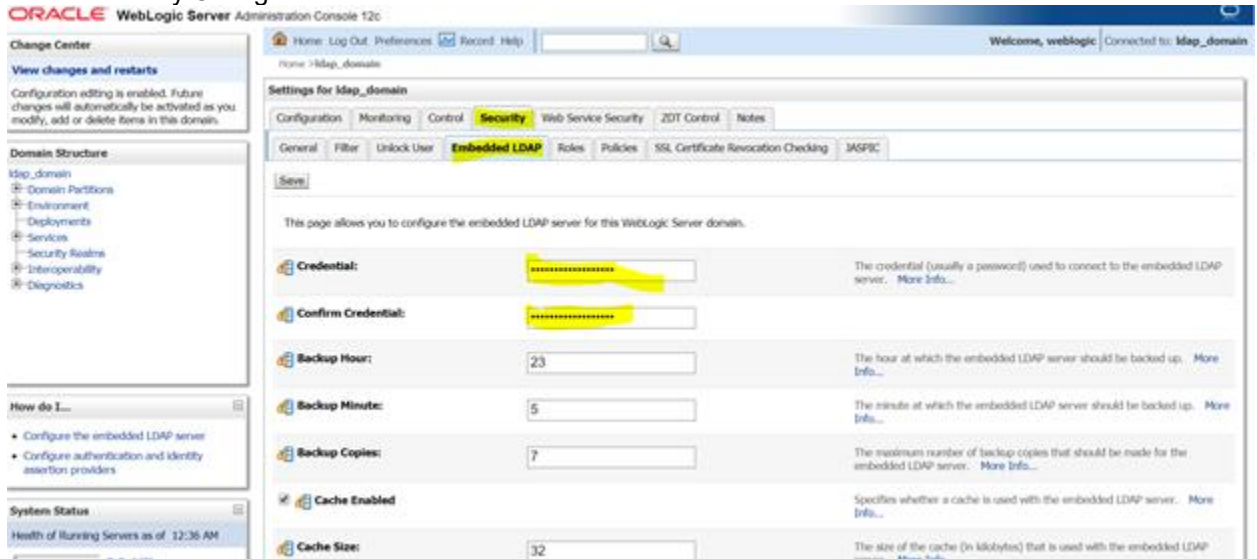 ORACLE WebLogic Server Administration Console 12c
Change Center
View changes and restarts
Configuration editing is enabled. Future
changes will automatically be activated as you
modify, add or delete items in this domain.
Domain Structure
ldap_domain
Domain Partitions
Environment
Deployments
Services
Security Realms
Interoperability
Diagnostics
How do I...
Configure the embedded LDAP server
Configure authentication and identity
assertion providers
System Status
Health of Running Servers as of 12:36 AM
Home Log Out Preferences Record Help
Welcome, weblogic Connected to: ldap_domain
Home >ldap_domain
Settings for ldap_domain
Configuration Monitoring Control Security Web Service Security ZDT Control Notes
General Filter Unlock User Embedded LDAP Roles Policies SSL Certificate Revocation Checking JASPIC
Save
This page allows you to configure the embedded LDAP server for this WebLogic Server domain.
Credential:
The credential (usually a password) used to connect to the embedded LDAP
server. More Info...
Confirm Credential:
Backup Hour:
23
The hour at which the embedded LDAP server should be backed up. More
Info...
Backup Minute:
5
The minute at which the embedded LDAP server should be backed up. More
Info...
Backup Copies:
7
The maximum number of backup copies that should be made for the
embedded LDAP server. More Info...
Cache Enabled
Specifies whether a cache is used with the embedded LDAP server. More
Info...
Cache Size:
32
The size of the cache (in kilobytes) that is used with the embedded LDAP
server. More Info...